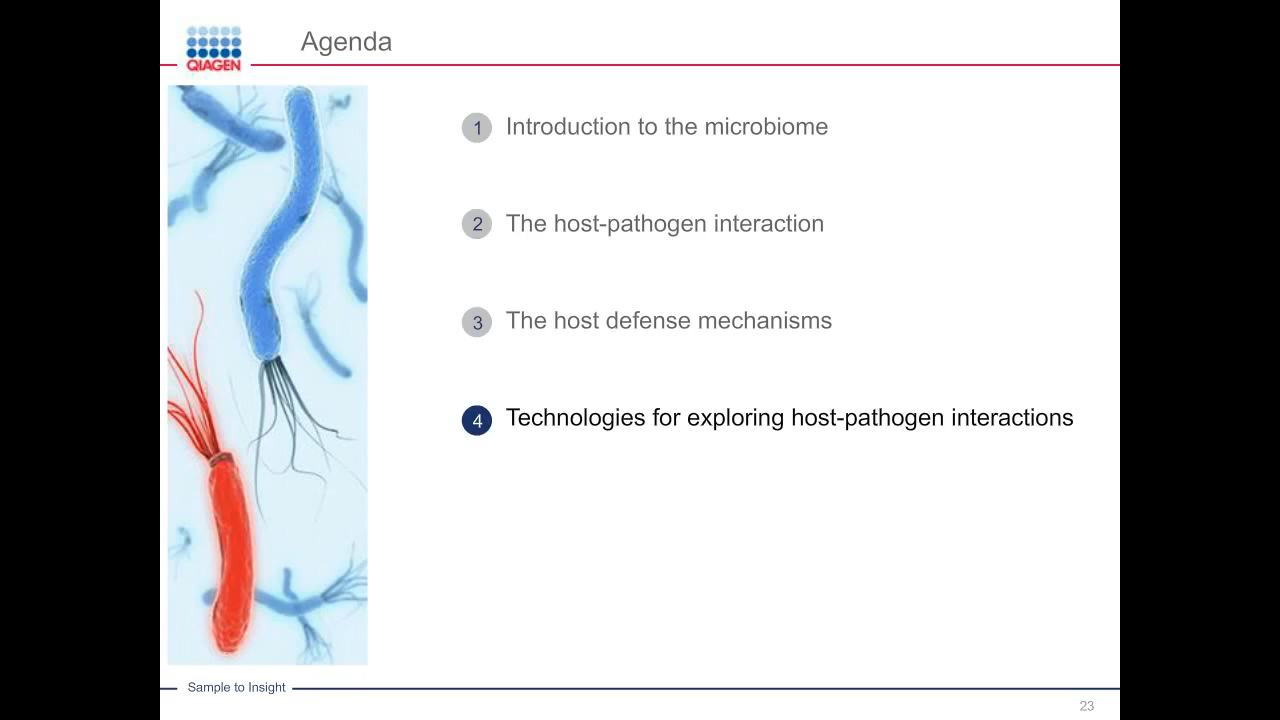 QIAGEN
Agenda
1 Introduction to the microbiome
2 The host-pathogen interaction
3 The host defense mechanisms
4 Technologies for exploring host-pathogen interactions
Sample to Insight
23